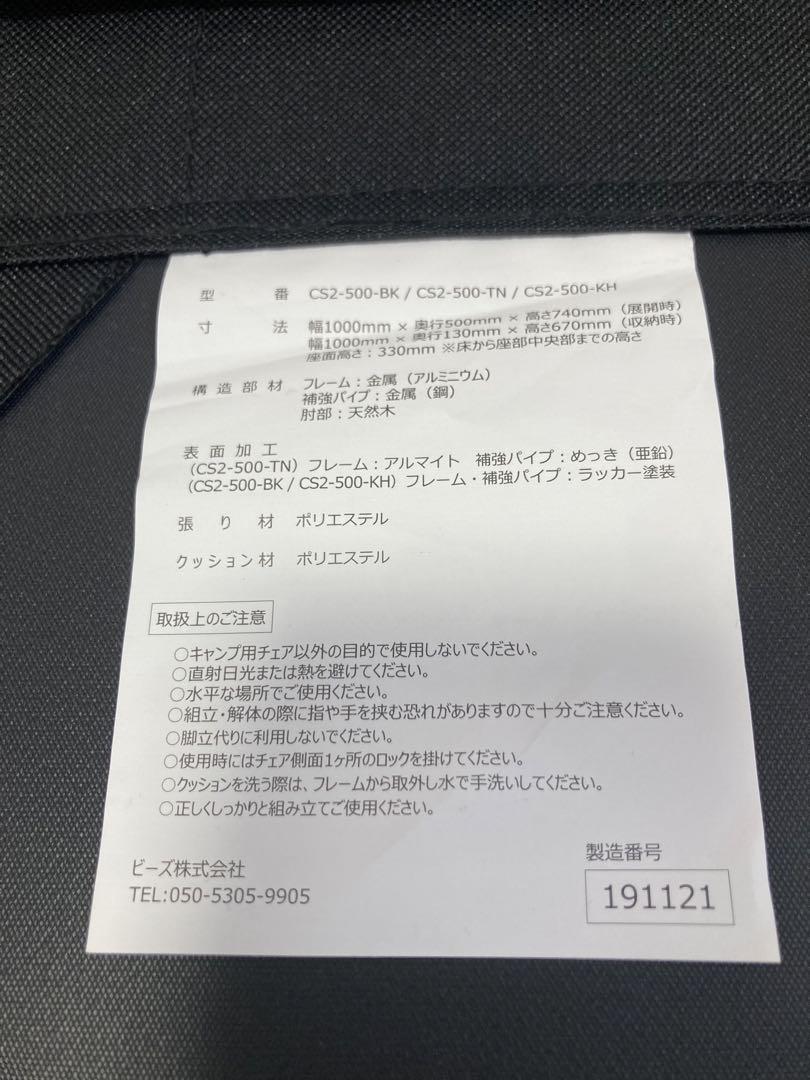 型番 CS2-500-BK / CS2-500-TN / CS2-500-KH
寸法 幅1000mm × 奥行500mm × 高さ740mm（展開時）
幅1000mm × 奥行130mm × 高さ670mm（収納時）
座面高さ：330mm ※床から座部中央部までの高さ
構造部材 フレーム：金属（アルミニウム）
補強パイプ：金属（鋼）
肘部：天然木
表面加工
（CS2-500-TN）フレーム：アルマイト 補強パイプ：めっき（亜鉛）
（CS2-500-BK / CS2-500-KH）フレーム・補強パイプ：ラッカー塗装
張り材 ポリエステル
クッション材 ポリエステル
取扱上のご注意
○キャンプ用チェア以外の目的で使用しないでください。
○直射日光または熱を避けてください。
○水平な場所でご使用ください。
○組立・解体の際に指や手を挟む恐れがありますので十分ご注意ください。
○脚立代りに利用しないでください。
○使用時にはチェア側面1ヶ所のロックを掛けてください。
○クッションを洗う際は、フレームから取外し水で手洗いしてください。
○正しくしっかりと組み立てご使用ください。
ビーズ株式会社
TEL:050-5305-9905
製造番号
191121